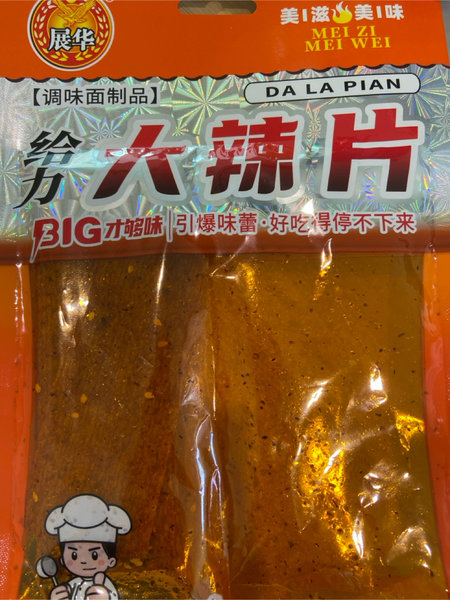 展华
美滋美味
MEI ZI
MEI WEI
【调味面制品】
DA LA PIAN
给力
大辣片
BIG才够味 引爆味蕾·好吃得停不下来